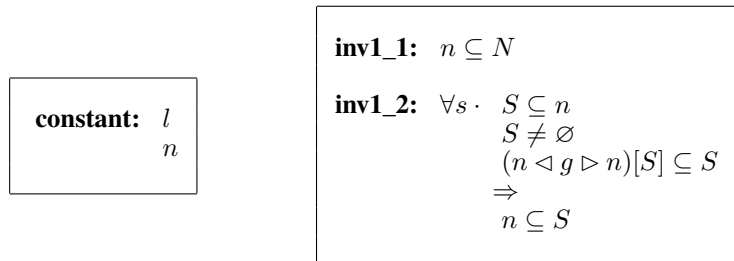 constant: l
n
inv1_1: n ⊆ N
inv1_2: ∀s · S ⊆ n
S ≠ ∅
(n ◁ g ▷ n)[S] ⊆ S
⇒
n ⊆ S